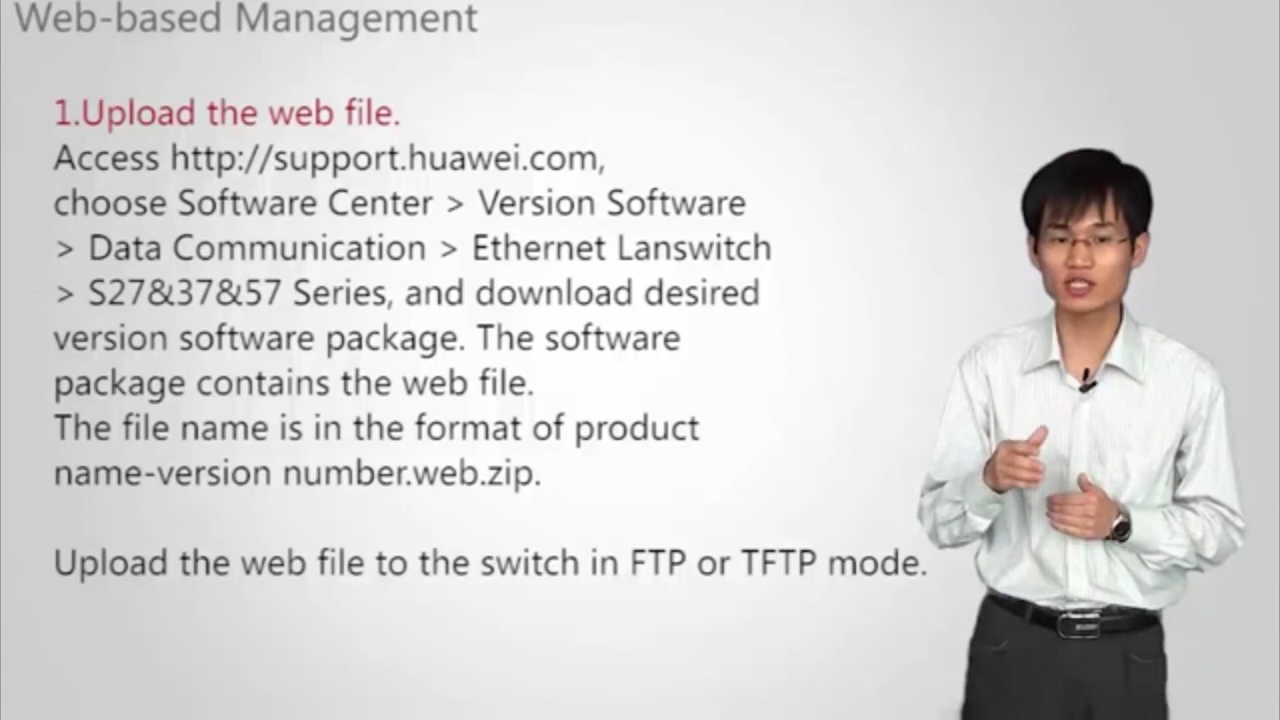 Web-based Management
1.Upload the web file.
Access http://support.huawei.com,
choose Software Center > Version Software
> Data Communication > Ethernet Lanswitch
> S27&37&57 Series, and download desired
version software package. The software
package contains the web file.
The file name is in the format of product
name-version number.web.zip.
Upload the web file to the switch in FTP or TFTP mode.